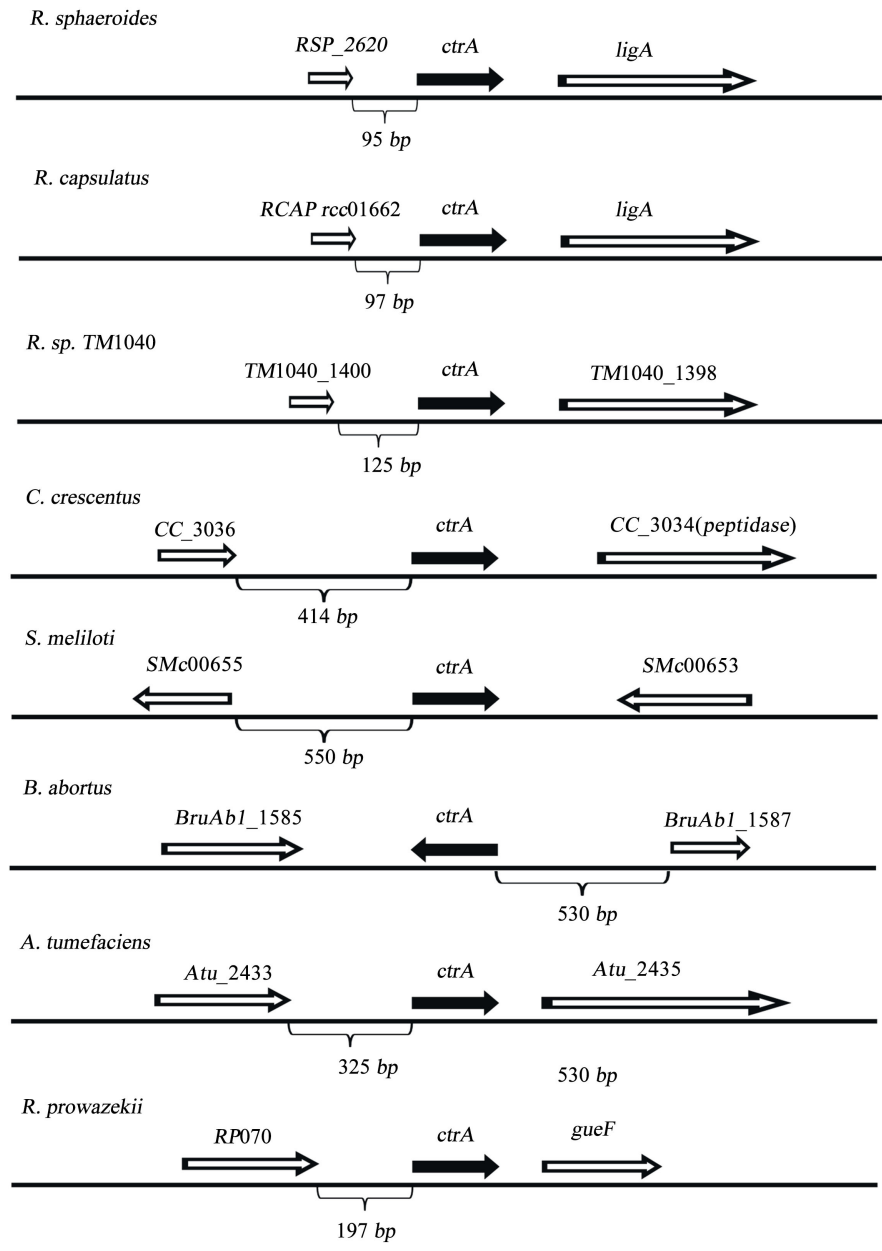 R. sphaeroides
RSP_2620 ctrA ligA
95 bp
R. capsulatus
RCAP rcc01662 ctrA ligA
97 bp
R. sp. TM1040
TM1040_1400 ctrA TM1040_1398
125 bp
C. crescentus
CC_3036 ctrA CC_3034(peptidase)
414 bp
S. meliloti
SMc00655 ctrA SMc00653
550 bp
B. abortus
BruAb1_1585 ctrA BruAb1_1587
530 bp
A. tumefaciens
Atu_2433 ctrA Atu_2435
325 bp
530 bp
R. prowazekii
RP070 ctrA gueF
197 bp